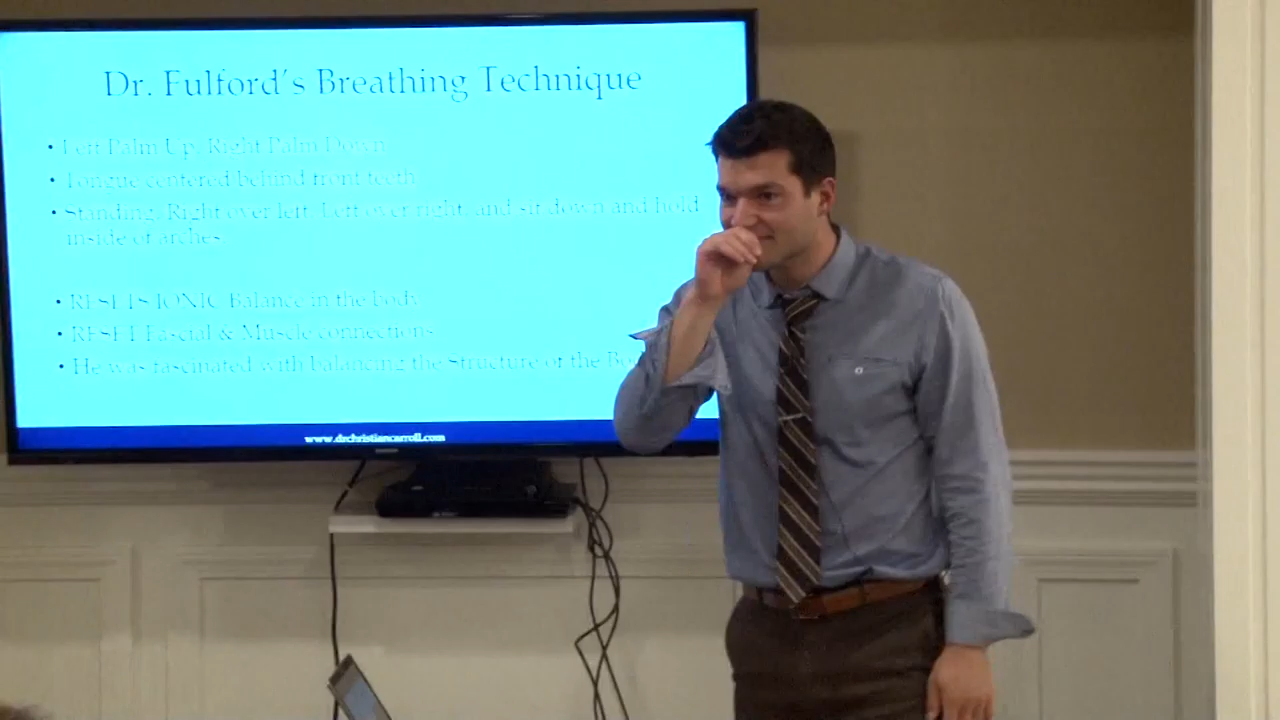 Dr. Fulford's Breathing Technique
• Left Palm Up, Right Palm Down
• Tongue centered behind front teeth
• Standing, Right over left, Left over right, and sit down and hold
inside of arches
• RESETS IONIC Balance in the body
• RESET Fascial & Muscle connections
• He was fascinated with balancing the Structure of the
www.drchristiancarroll.com